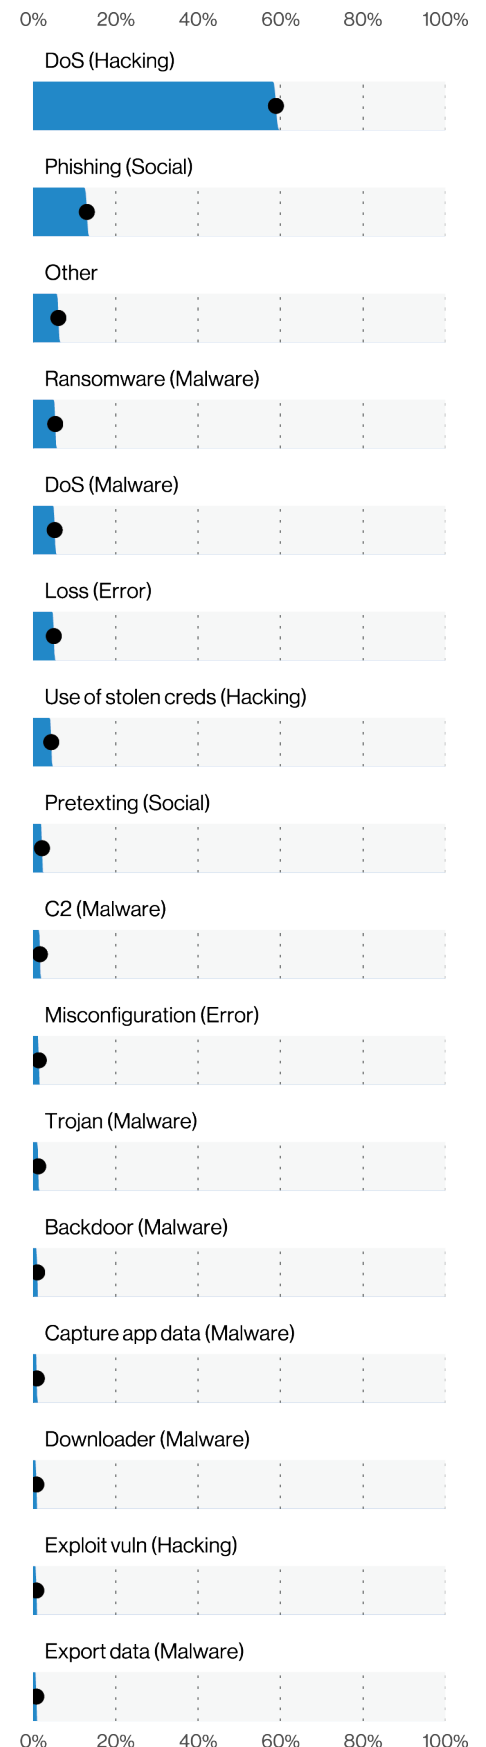 0% 20% 40% 60% 80% 100%
DoS (Hacking)
Phishing (Social)
Other
Ransomware (Malware)
DoS (Malware)
Loss (Error)
Use of stolen creds (Hacking)
Pretexting (Social)
C2 (Malware)
Misconfiguration (Error)
Trojan (Malware)
Backdoor (Malware)
Capture app data (Malware)
Downloader (Malware)
Exploit vuln (Hacking)
Export data (Malware)
0% 20% 40% 60% 80% 100%